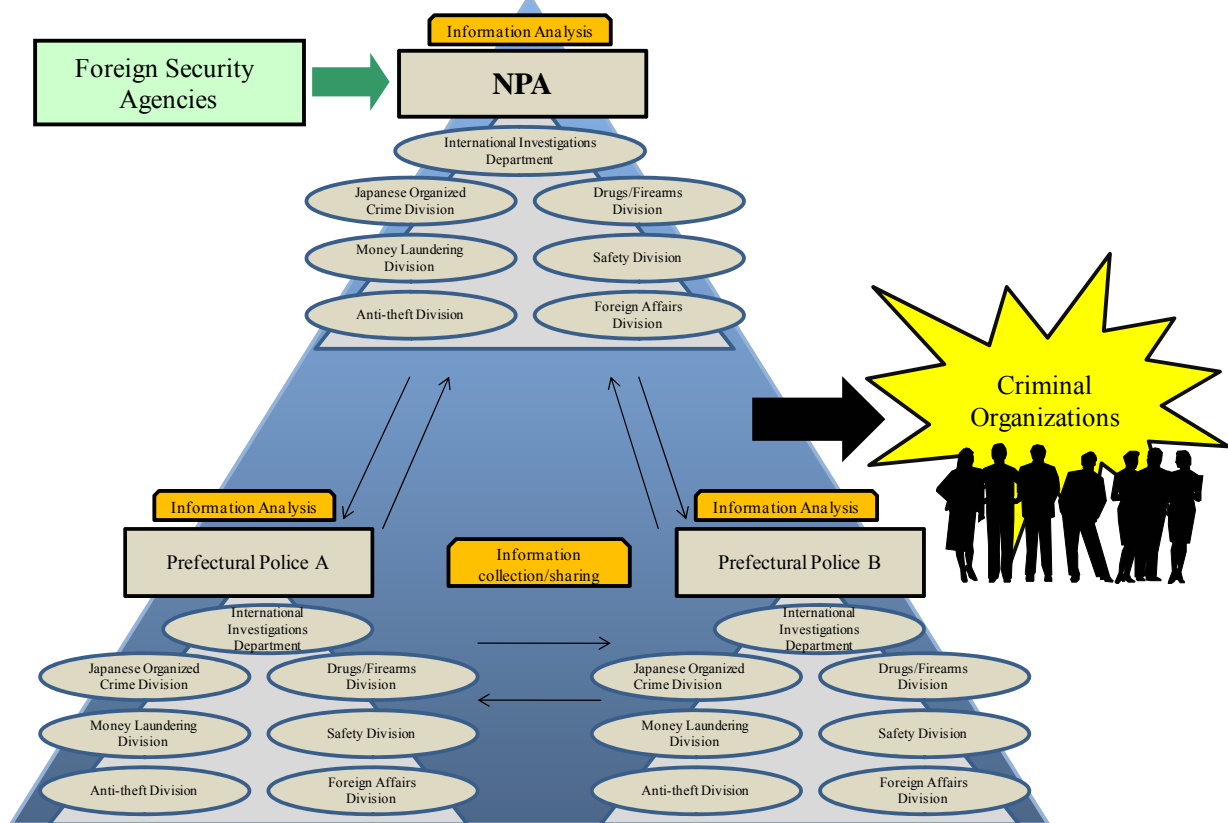 Information Analysis
Foreign Security
Agencies
NPA
International Investigations
Department
Japanese Organized
Crime Division
Drugs/Firearms
Division
Money Laundering
Division
Safety Division
Anti-theft Division
Foreign Affairs
Division
Criminal
Organizations
Information Analysis
Prefectural Police A
Information
collection/sharing
Information Analysis
Prefectural Police B
International
Investigations
Department
Japanese Organized
Crime Division
Drugs/Firearms
Division
Money Laundering
Division
Safety Division
Anti-theft Division
Foreign Affairs
Division
International
Investigations
Department
Japanese Organized
Crime Division
Drugs/Firearms
Division
Money Laundering
Division
Safety Division
Anti-theft Division
Foreign Affairs
Division